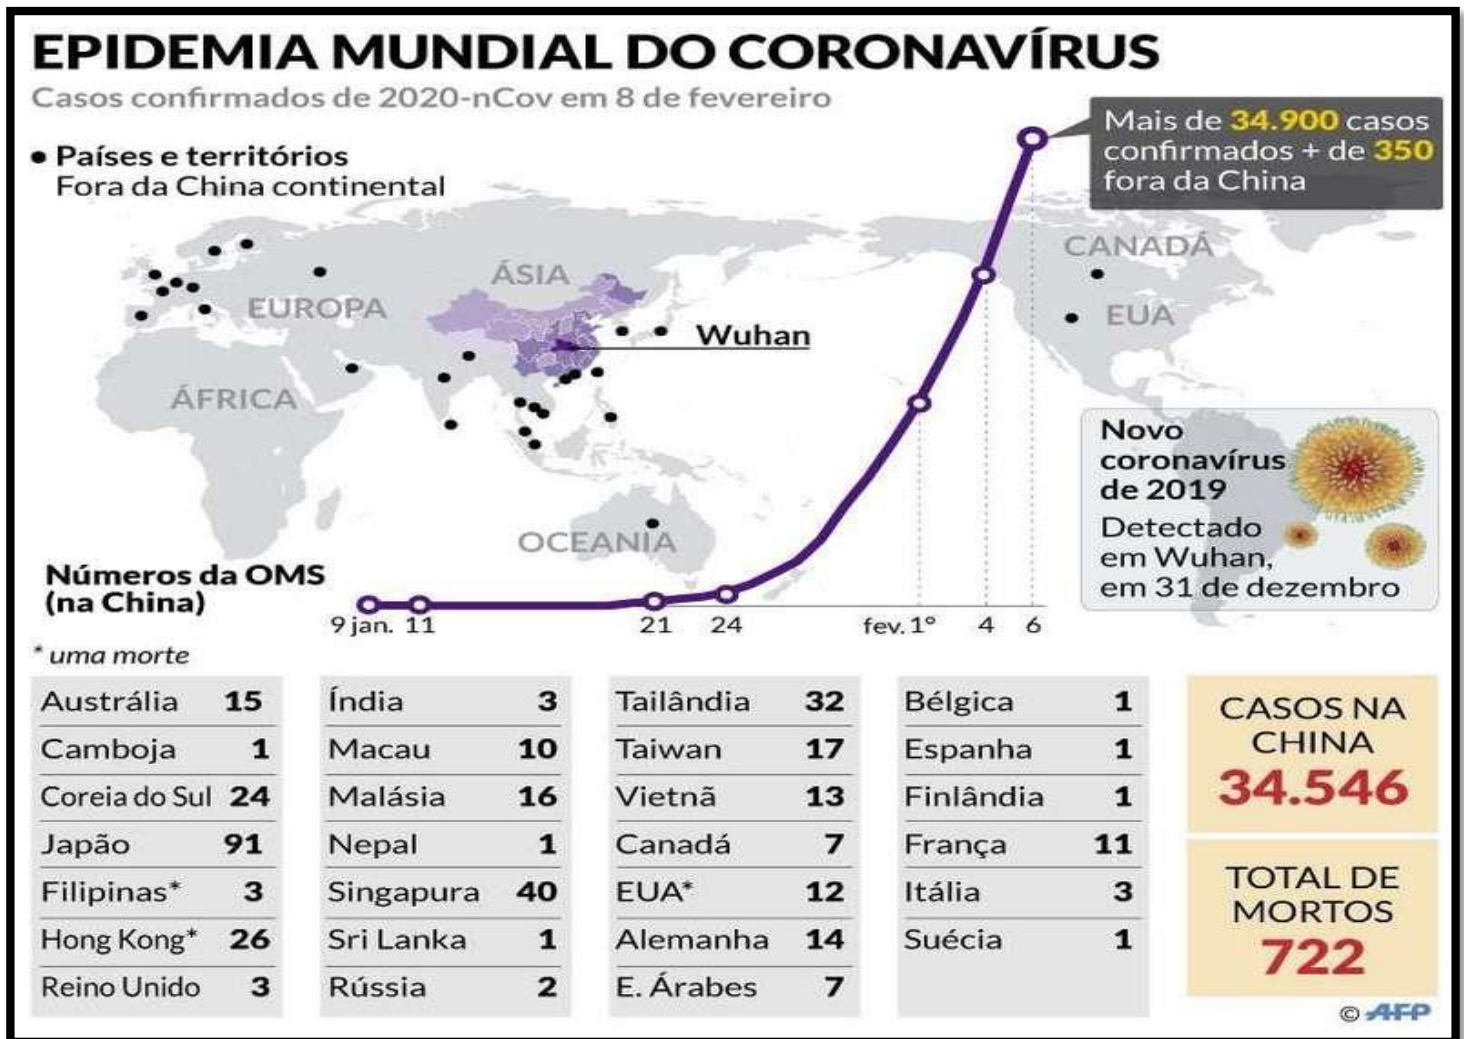 EPIDEMIA MUNDIAL DO CORONAVÍRUS
Casos confirmados de 2020-nCov em 8 de fevereiro
• Países e territórios
Fora da China continental
Mais de 34.900 casos
confirmados + de 350
fora da China
CANADÁ
ÁSIA
EUROPA
EUA
Wuhan
ÁFRICA
OCEANIA
Novo
coronavírus
de 2019
Detectado
em Wuhan,
em 31 de dezembro
Números da OMS
(na China)
9 jan. 11 21 24 fev. 1º 4 6
* uma morte
Austrália 15
Camboja 1
Coreia do Sul 24
Japão 91
Filipinas* 3
Hong Kong* 26
Reino Unido 3
Índia 3
Macau 10
Malásia 16
Nepal 1
Singapura 40
Sri Lanka 1
Rússia 2
Tailândia 32
Taiwan 17
Vietnã 13
Canadá 7
EUA* 12
Alemanha 14
E. Árabes 7
Bélgica 1
Espanha 1
Finlândia 1
França 11
Itália 3
Suécia 1
CASOS NA
CHINA
34.546
TOTAL DE
MORTOS
722
© AFP